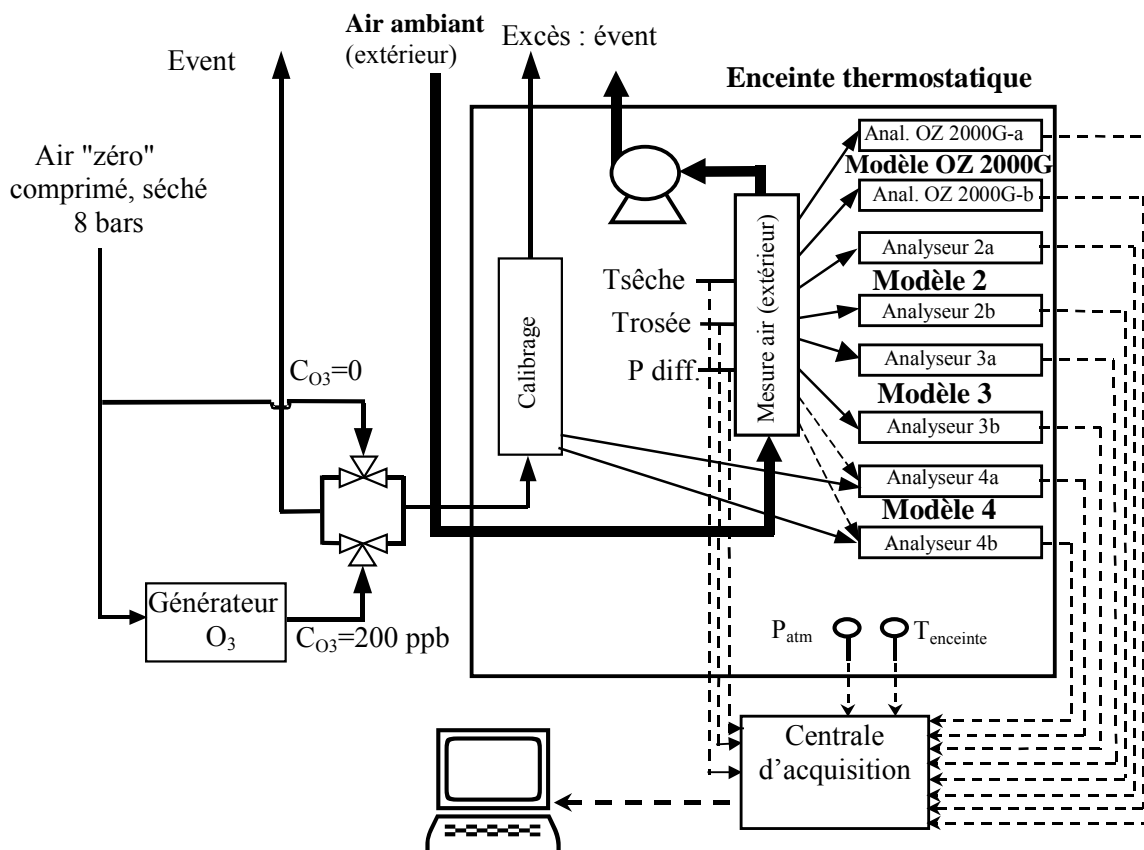 Air ambiant
(extérieur)
Excès : évent
Event
Enceinte thermostatique
Air "zéro"
comprimé, séché
8 bars
Anal. OZ 2000G-a
Modèle OZ 2000G
Anal. OZ 2000G-b
Analyseur 2a
Modèle 2
Analyseur 2b
Analyseur 3a
Modèle 3
Analyseur 3b
Analyseur 4a
Modèle 4
Analyseur 4b
Mesure air (extérieur)
Tsêche
Trosée
P diff.
Calibrage
CO3=0
Générateur
O3
CO3=200 ppb
Patm
Tenceinte
Centrale
d’acquisition